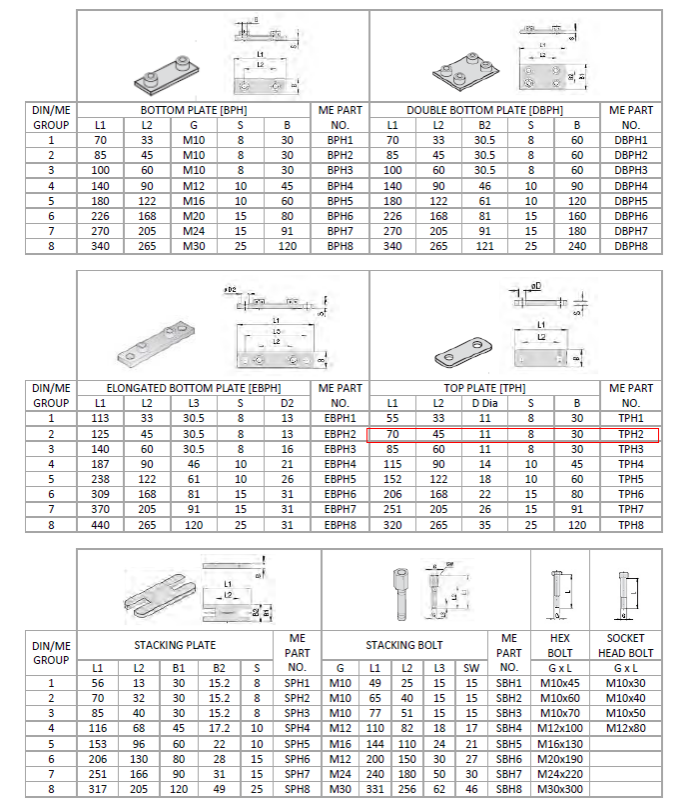 DIN/ME GROUP BOTTOM PLATE [BPH] ME PART NO. DOUBLE BOTTOM PLATE [DBPH] ME PART NO.
L1 L2 G S B L1 L2 B2 S B
1 70 33 M10 8 30 BPH1 70 33 30.5 8 60 DBPH1
2 85 45 M10 8 30 BPH2 85 45 30.5 8 60 DBPH2
3 100 60 M10 8 30 BPH3 100 60 30.5 8 60 DBPH3
4 140 90 M12 10 45 BPH4 140 90 46 10 90 DBPH4
5 180 122 M16 10 60 BPH5 180 122 61 10 120 DBPH5
6 226 168 M20 15 80 BPH6 226 168 81 15 160 DBPH6
7 270 205 M24 15 91 BPH7 270 205 91 15 180 DBPH7
8 340 265 M30 25 120 BPH8 340 265 121 25 240 DBPH8
øD2 øD
L1 L1
L2 L2
DIN/ME GROUP ELONGATED BOTTOM PLATE [EBPH] ME PART NO. TOP PLATE [TPH] ME PART NO.
L1 L2 L3 S D2 L1 L2 D Dia S B
1 113 33 30.5 8 13 EBPH1 55 33 11 8 30 TPH1
2 125 45 30.5 8 13 EBPH2 70 45 11 8 30 TPH2
3 140 60 30.5 8 16 EBPH3 85 60 11 8 30 TPH3
4 187 90 46 10 21 EBPH4 115 90 14 10 45 TPH4
5 238 122 61 10 26 EBPH5 152 122 18 10 60 TPH5
6 309 168 81 15 31 EBPH6 206 168 22 15 80 TPH6
7 370 205 91 15 31 EBPH7 251 205 26 15 91 TPH7
8 440 265 120 25 31 EBPH8 320 265 35 25 120 TPH8
L1
L2
DIN/ME GROUP STACKING PLATE ME PART NO. STACKING BOLT ME PART NO. HEX BOLT SOCKET HEAD BOLT
L1 L2 B1 B2 S G L1 L2 L3 SW G x L G x L
1 56 13 30 15.2 8 SPH1 M10 49 25 15 15 SBH1 M10x45 M10x30
2 70 32 30 15.2 8 SPH2 M10 65 40 15 15 SBH2 M10x60 M10x40
3 85 40 30 15.2 8 SPH3 M10 77 51 15 15 SBH3 M10x70 M10x50
4 116 68 45 17.2 10 SPH4 M12 110 82 18 17 SBH4 M12x100 M12x80
5 153 96 60 22 10 SPH5 M16 144 110 24 21 SBH5 M16x130
6 206 130 80 28 15 SPH6 M12 200 150 30 27 SBH6 M20x190
7 251 166 90 31 15 SPH7 M24 240 180 50 30 SBH7 M24x220
8 317 205 120 49 25 SPH8 M30 331 256 62 46 SBH8 M30x300